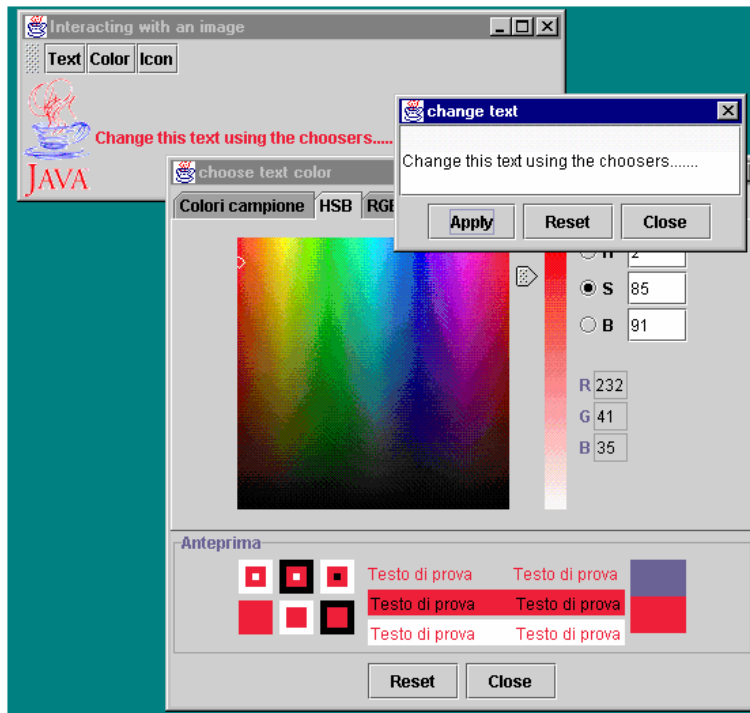 Interacting with an image
Text Color Icon
Change this text using the choosers.....
JAVA
change text
Change this text using the choosers.......
Apply Reset Close
choose text color
Colori campione HSB
2
S 85
B 91
R 232
G 41
B 35
Anteprima
Testo di prova Testo di prova
Testo di prova Testo di prova
Testo di prova Testo di prova
Reset Close